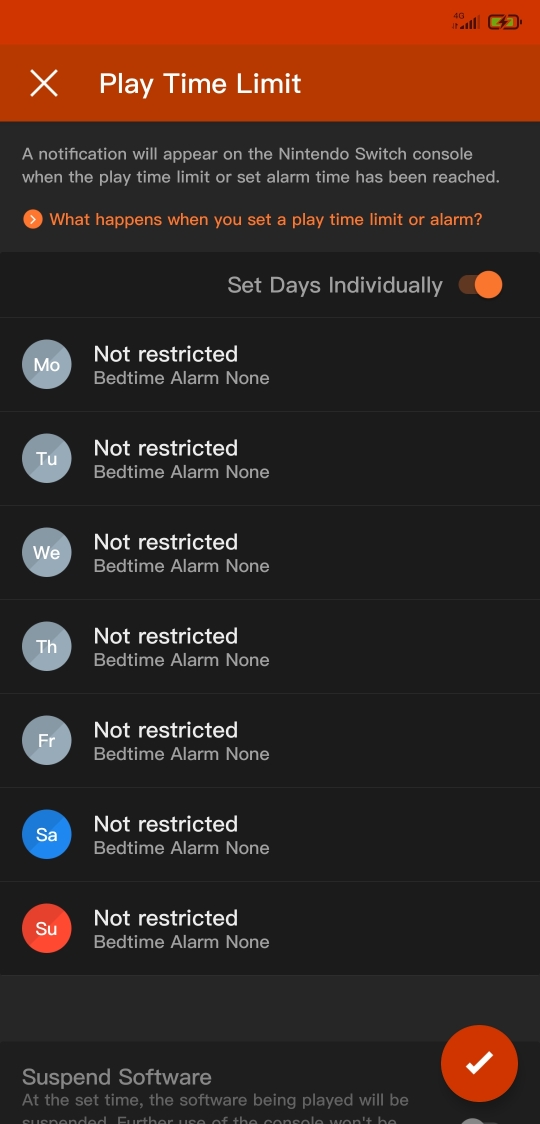 4G
Play Time Limit
A notification will appear on the Nintendo Switch console
when the play time limit or set alarm time has been reached.
What happens when you set a play time limit or alarm?
Set Days Individually
Mo
Not restricted
Bedtime Alarm None
Tu
Not restricted
Bedtime Alarm None
We
Not restricted
Bedtime Alarm None
Th
Not restricted
Bedtime Alarm None
Fr
Not restricted
Bedtime Alarm None
Sa
Not restricted
Bedtime Alarm None
Su
Not restricted
Bedtime Alarm None
Suspend Software
At the set time, the software being played will be
suspended. Further use of the console won't be